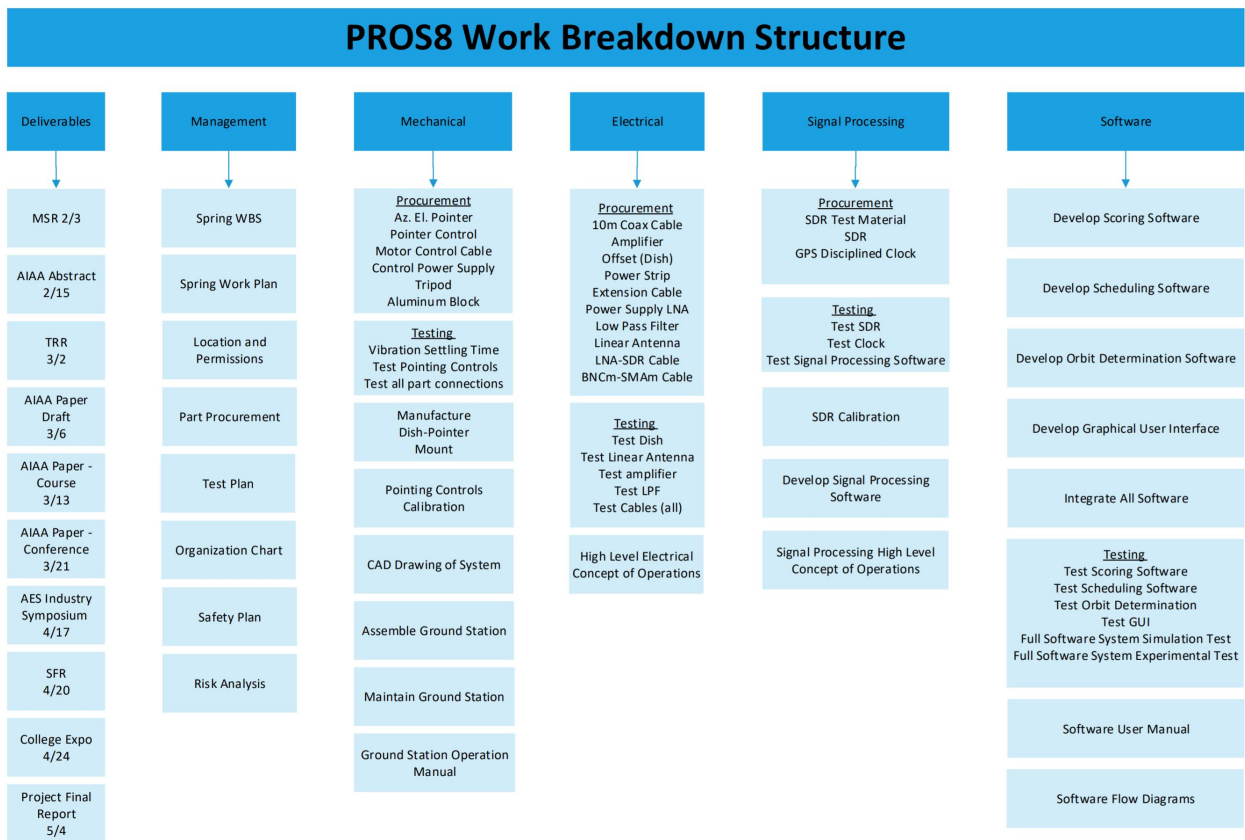 PROS8 Work Breakdown Structure
Deliverables
MSR 2/3
AIAA Abstract
2/15
TRR
3/2
AIAA Paper
Draft
3/6
AIAA Paper -
Course
3/13
AIAA Paper -
Conference
3/21
AES Industry
Symposium
4/17
SFR
4/20
College Expo
4/24
Project Final
Report
5/4
Management
Spring WBS
Spring Work Plan
Location and
Permissions
Part Procurement
Test Plan
Organization Chart
Safety Plan
Risk Analysis
Mechanical
Procurement
Az. El. Pointer
Pointer Control
Motor Control Cable
Control Power Supply
Tripod
Aluminum Block
Testing
Vibration Settling Time
Test Pointing Controls
Test all part connections
Manufacture
Dish-Pointer
Mount
Pointing Controls
Calibration
CAD Drawing of System
Assemble Ground Station
Maintain Ground Station
Ground Station Operation
Manual
Electrical
Procurement
10m Coax Cable
Amplifier
Offset (Dish)
Power Strip
Extension Cable
Power Supply LNA
Low Pass Filter
Linear Antenna
LNA-SDR Cable
BNCm-SMAm Cable
Testing
Test Dish
Test Linear Antenna
Test amplifier
Test LPF
Test Cables (all)
High Level Electrical
Concept of Operations
Signal Processing
Procurement
SDR Test Material
SDR
GPS Disciplined Clock
Testing
Test SDR
Test Clock
Test Signal Processing Software
SDR Calibration
Develop Signal Processing
Software
Signal Processing High Level
Concept of Operations
Software
Develop Scoring Software
Develop Scheduling Software
Develop Orbit Determination Software
Develop Graphical User Interface
Integrate All Software
Testing
Test Scoring Software
Test Scheduling Software
Test Orbit Determination
Test GUI
Full Software System Simulation Test
Full Software System Experimental Test
Software User Manual
Software Flow Diagrams